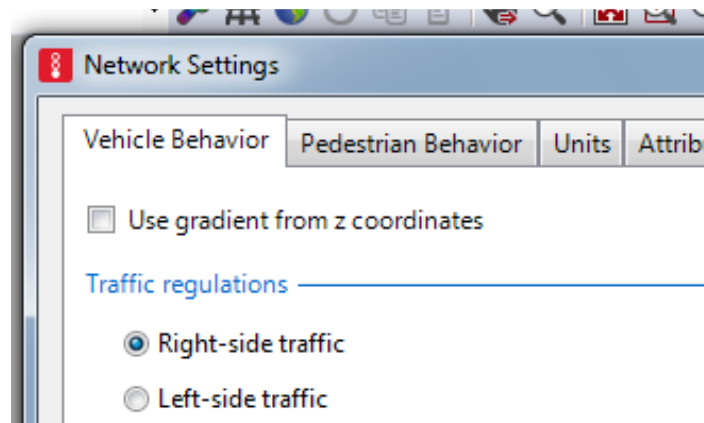 Network Settings
Vehicle Behavior Pedestrian Behavior Units
Use gradient from z coordinates
Traffic regulations
Right-side traffic
Left-side traffic